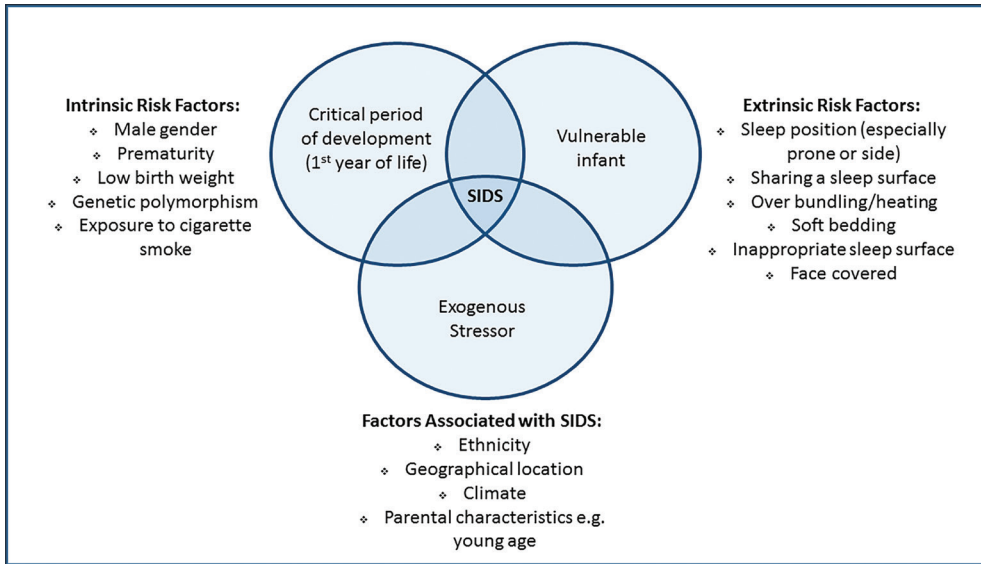 Intrinsic Risk Factors:
❖ Male gender
❖ Prematurity
❖ Low birth weight
❖ Genetic polymorphism
❖ Exposure to cigarette
smoke
Critical period
of development
(1st year of life)
Vulnerable
infant
SIDS
Exogenous
Stressor
Extrinsic Risk Factors:
❖ Sleep position (especially
prone or side)
❖ Sharing a sleep surface
❖ Over bundling/heating
❖ Soft bedding
❖ Inappropriate sleep surface
❖ Face covered
Factors Associated with SIDS:
❖ Ethnicity
❖ Geographical location
❖ Climate
❖ Parental characteristics e.g.
young age